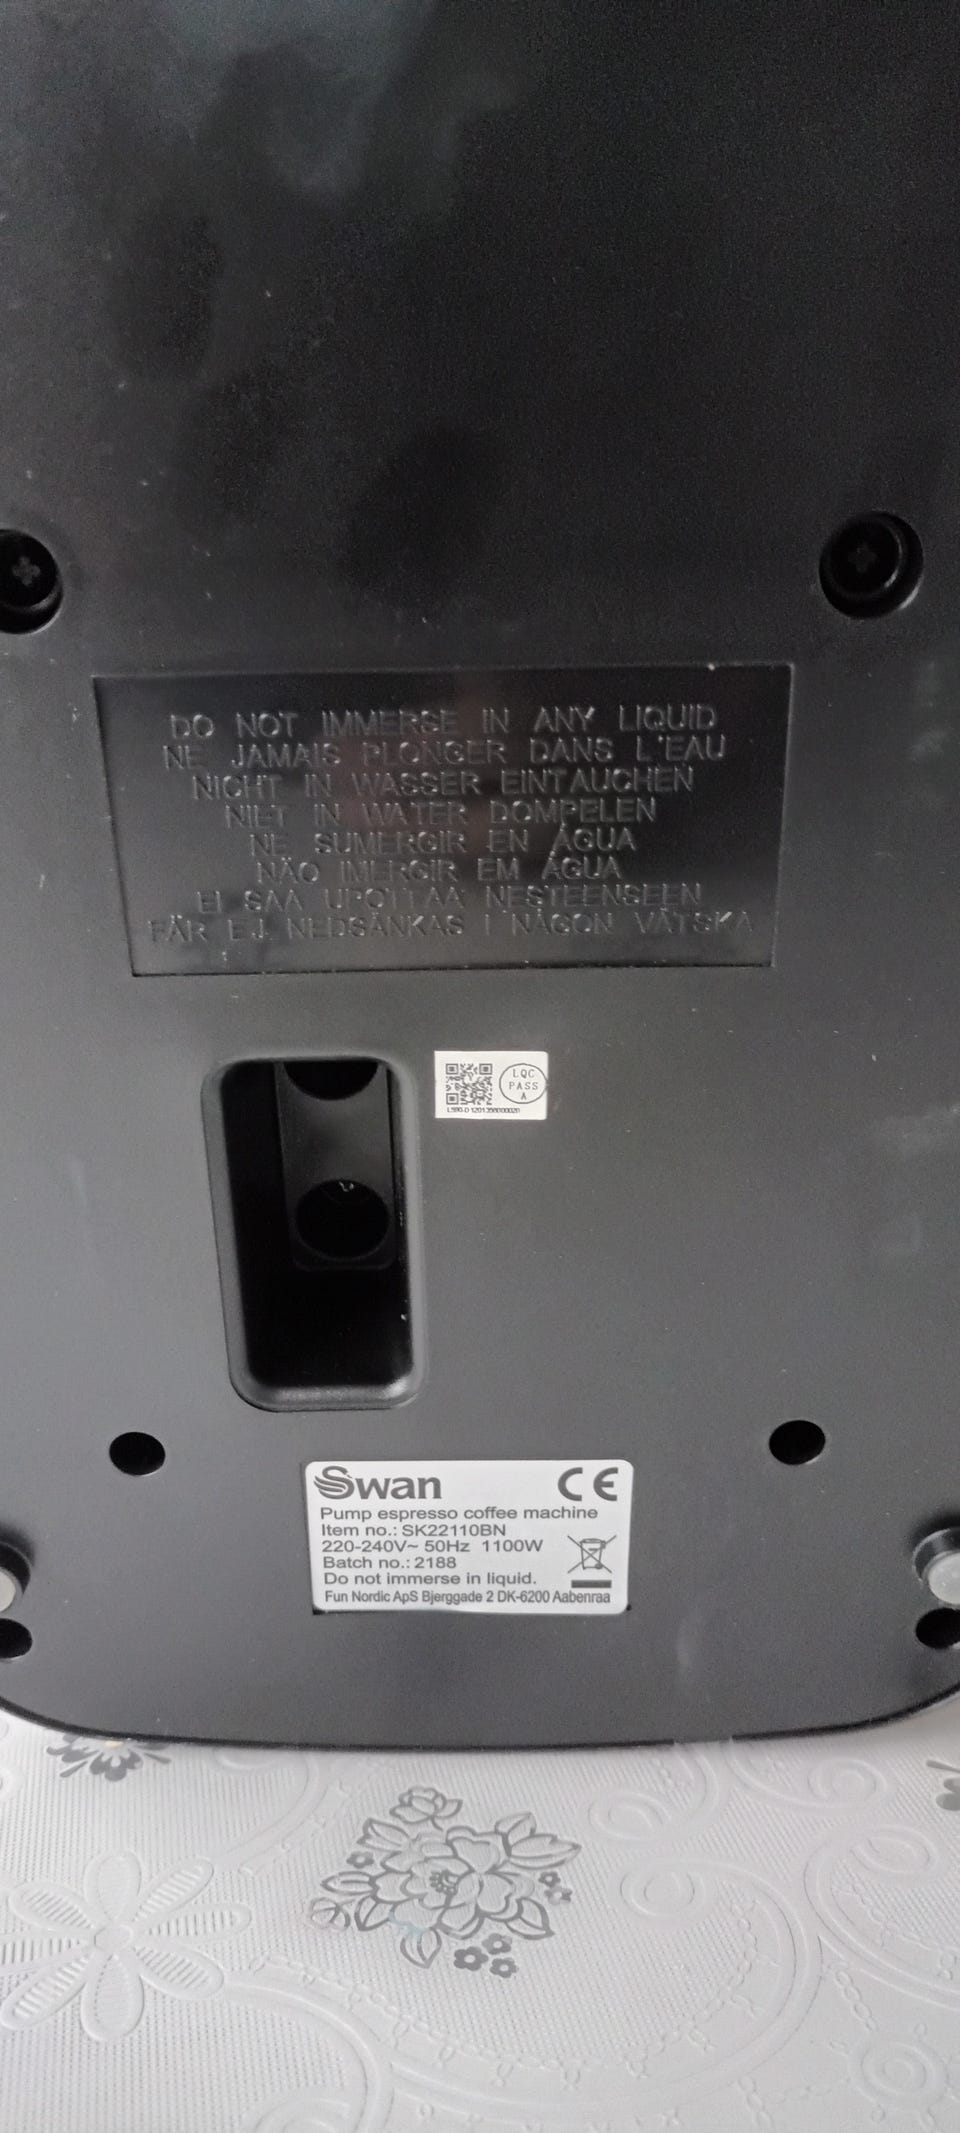 DO NOT IMMERSE IN ANY LIQUID
NE JAMAIS PLONGER DANS L'EAU
NICHT IN WASSER EINTAUCHEN
NIET IN WATER DOMPELEN
NE SUMERGIR EN ÁGUA
NÃO IMERGIR EM ÁGUA
EI SAA UPOTTAA NESTEENSEEN
FÄR EJ NEDSÄNKAS I NÅGON VÄTSKA
LQC
PASS
A
Swan CE
Pump espresso coffee machine
Item no.: SK22110BN
220-240V~ 50Hz 1100W
Batch no.: 2188
Do not immerse in liquid.
Fun Nordic ApS Bjerggade 2 DK-6200 Aabenraa